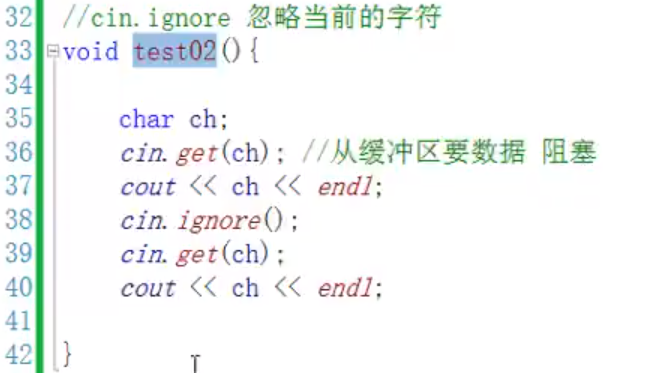 32 //cin.ignore 忽略当前的字符
33 void test02(){
34
35 char ch;
36 cin.get(ch); //从缓冲区要数据 阻塞
37 cout << ch << endl;
38 cin.ignore();
39 cin.get(ch);
40 cout << ch << endl;
41
42 }